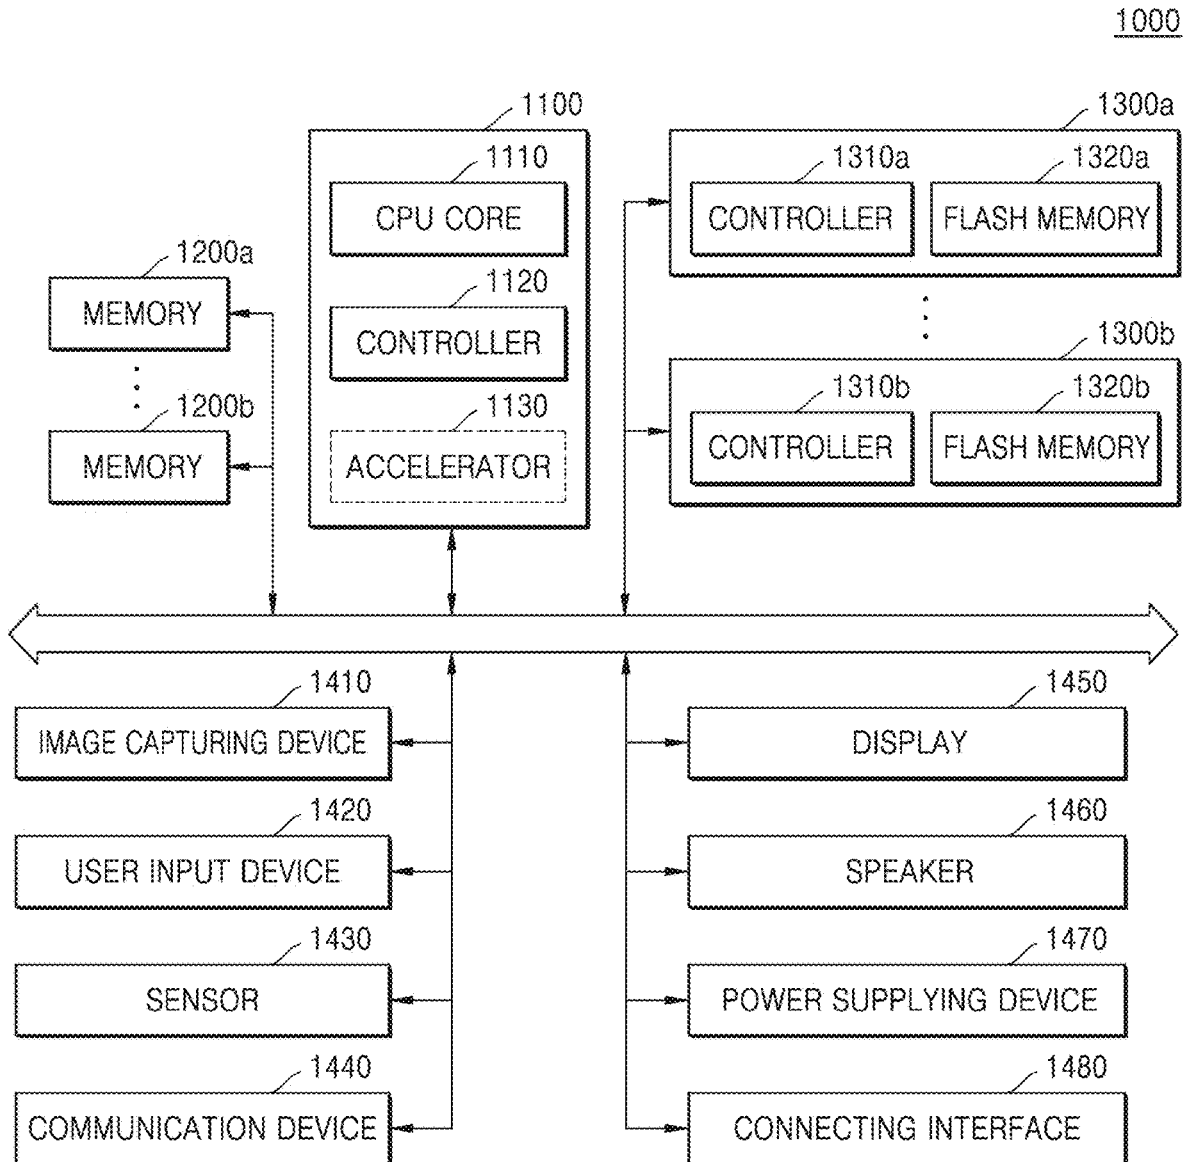 1000
1100
1110
CPU CORE
1120
CONTROLLER
1130
ACCELERATOR
1200a
MEMORY
1200b
MEMORY
1300a
1310a
CONTROLLER
1320a
FLASH MEMORY
1300b
1310b
CONTROLLER
1320b
FLASH MEMORY
1410
IMAGE CAPTURING DEVICE
1420
USER INPUT DEVICE
1430
SENSOR
1440
COMMUNICATION DEVICE
1450
DISPLAY
1460
SPEAKER
1470
POWER SUPPLYING DEVICE
1480
CONNECTING INTERFACE